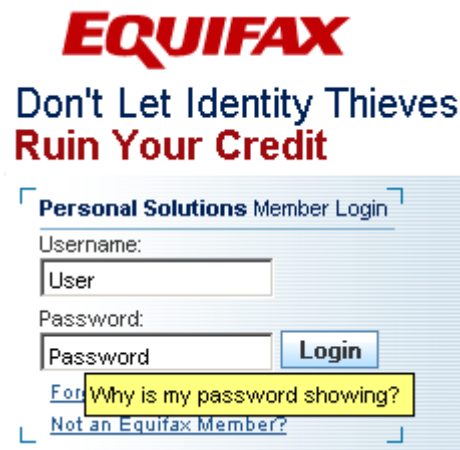 EQUIFAX
Don't Let Identity Thieves
Ruin Your Credit
Personal Solutions Member Login
Username:
User
Password:
Password Login
For
Why is my password showing?
Not an Equifax Member?